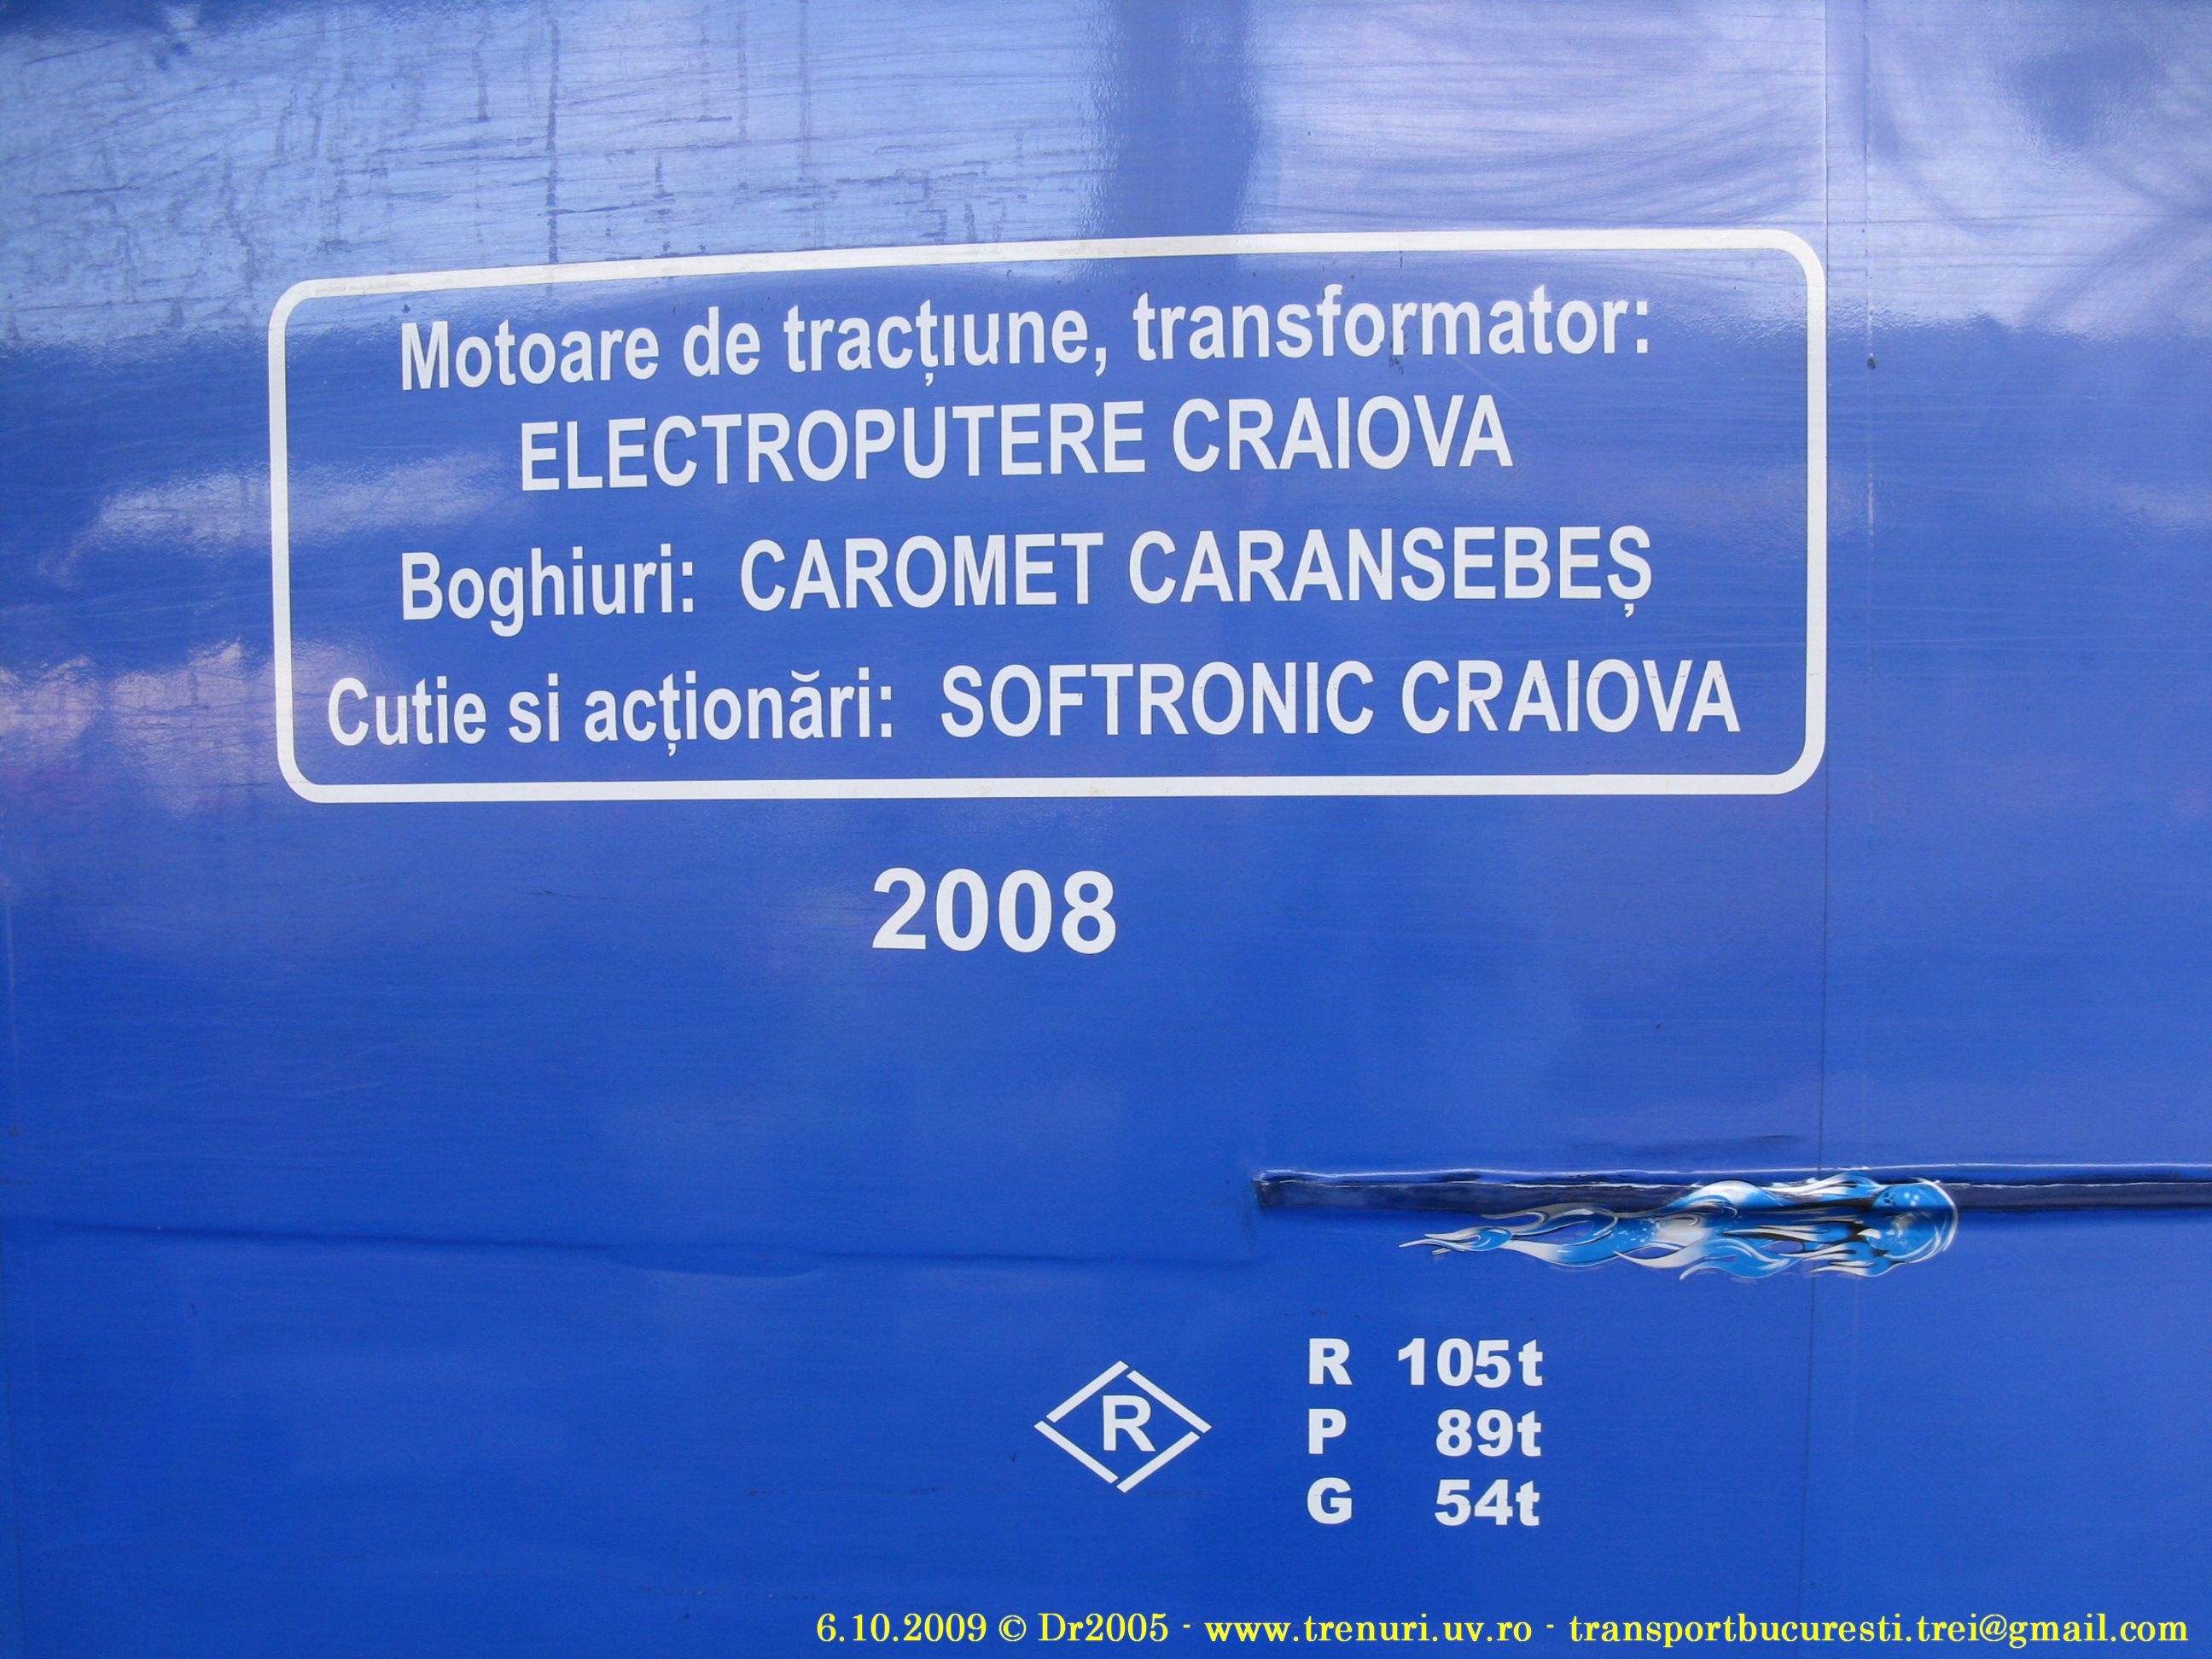 Motoare de tracțiune, transformator:
ELECTROPUTERE CRAIOVA
Boghiuri: CAROMET CARANSEBEȘ
Cutie si acționări: SOFTRONIC CRAIOVA
2008
R
R 105t
P 89t
G 54t
6.10.2009 © Dr2005 - www.trenuri.uv.ro - transportbucuresti.trei@gmail.com